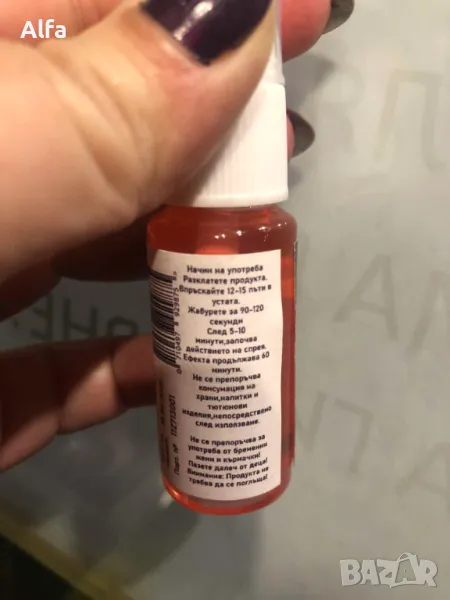 Alfa
Начин на употреба
Разклатете продукта.
Впръскайте 12-15 пъти в
устата.
Жабурете за 90-120
секунди
След 5-10
минути,започва
действието на спрея.
Ефекта продължава 60
минути.
Не се препоръчва
консумация на
храни,напитки и
тютюневи
изделия,непосредствено
след използване.
Не се препоръчва за
употреба от бременни
жени и кърмачки!
Пазете далеч от деца!
Внимание: Продукта не
трябва да се поглъща!
Парт. №
BAZAR